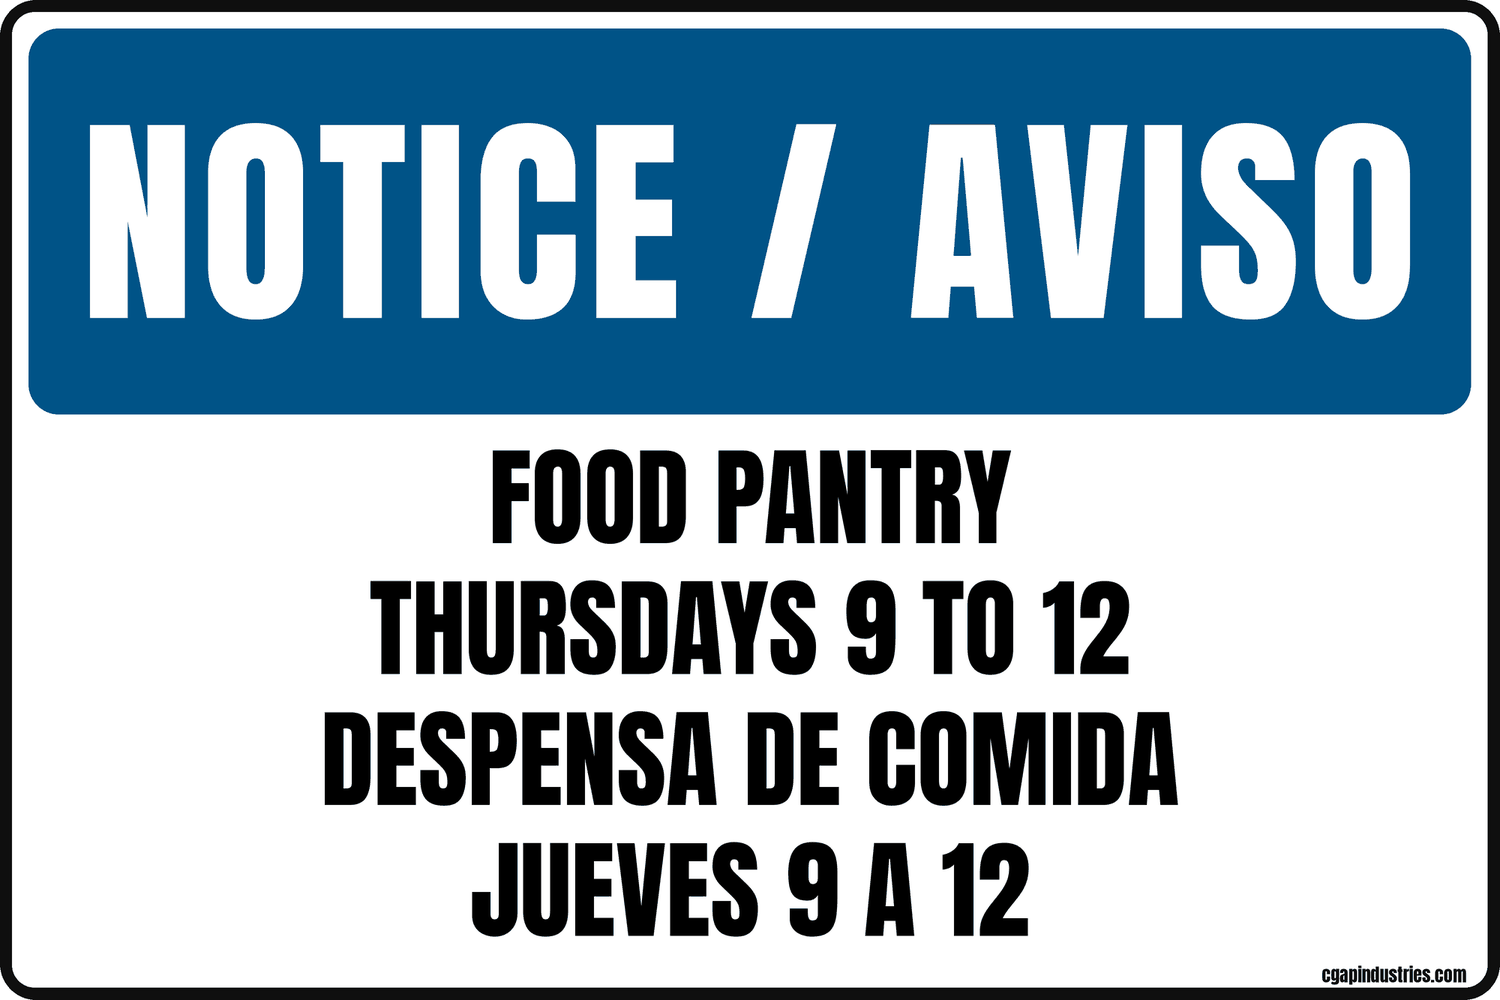 NOTICE / AVISO
FOOD PANTRY
THURSDAYS 9 TO 12
DESPENSA DE COMIDA
JUEVES 9 A 12
cgapindustries.com